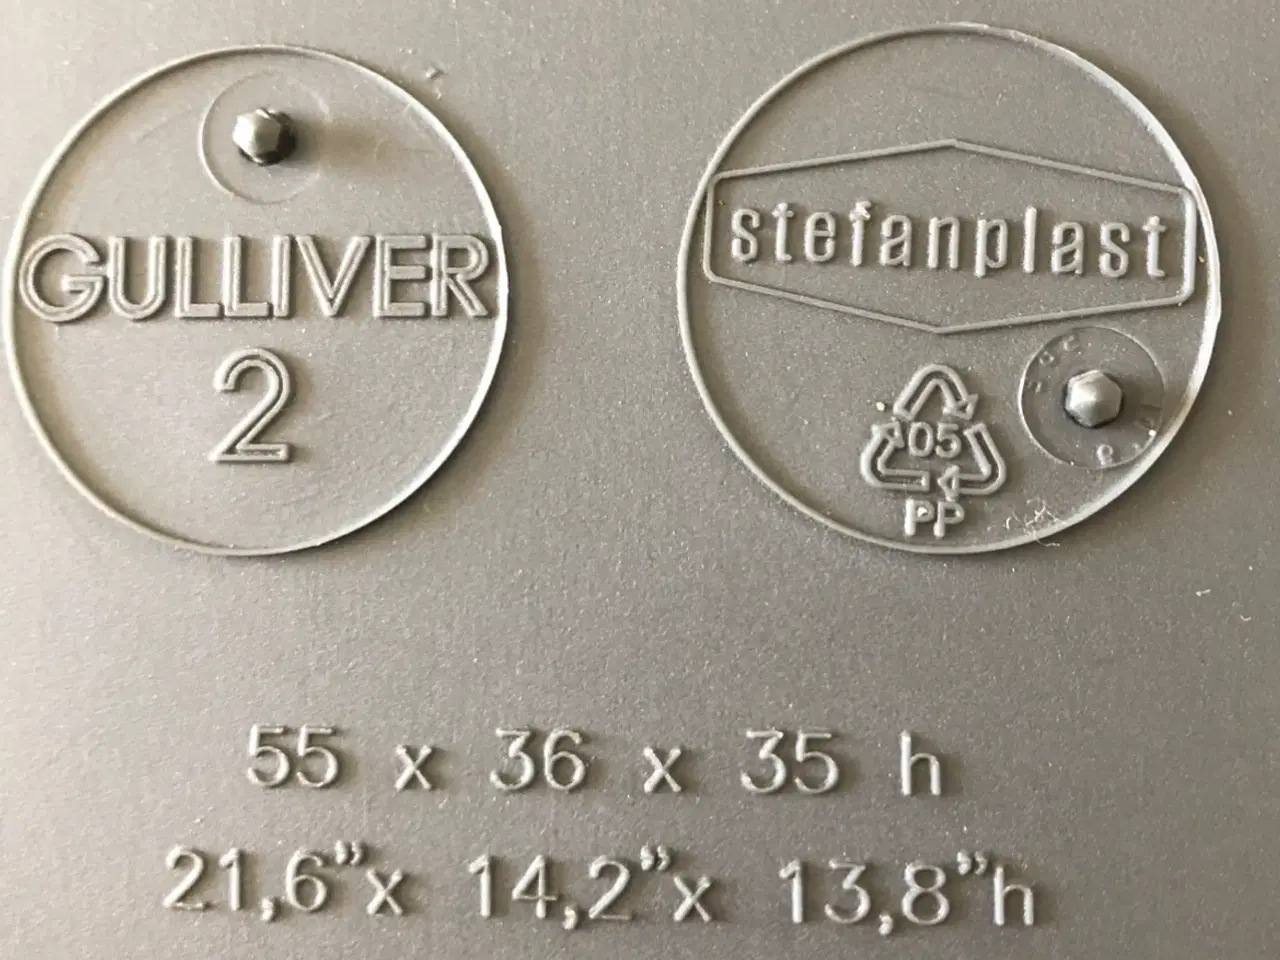 GULLIVER
2
stefanplast
05
PP
55 x 36 x 35 h
21,6”x 14,2”x 13,8”h